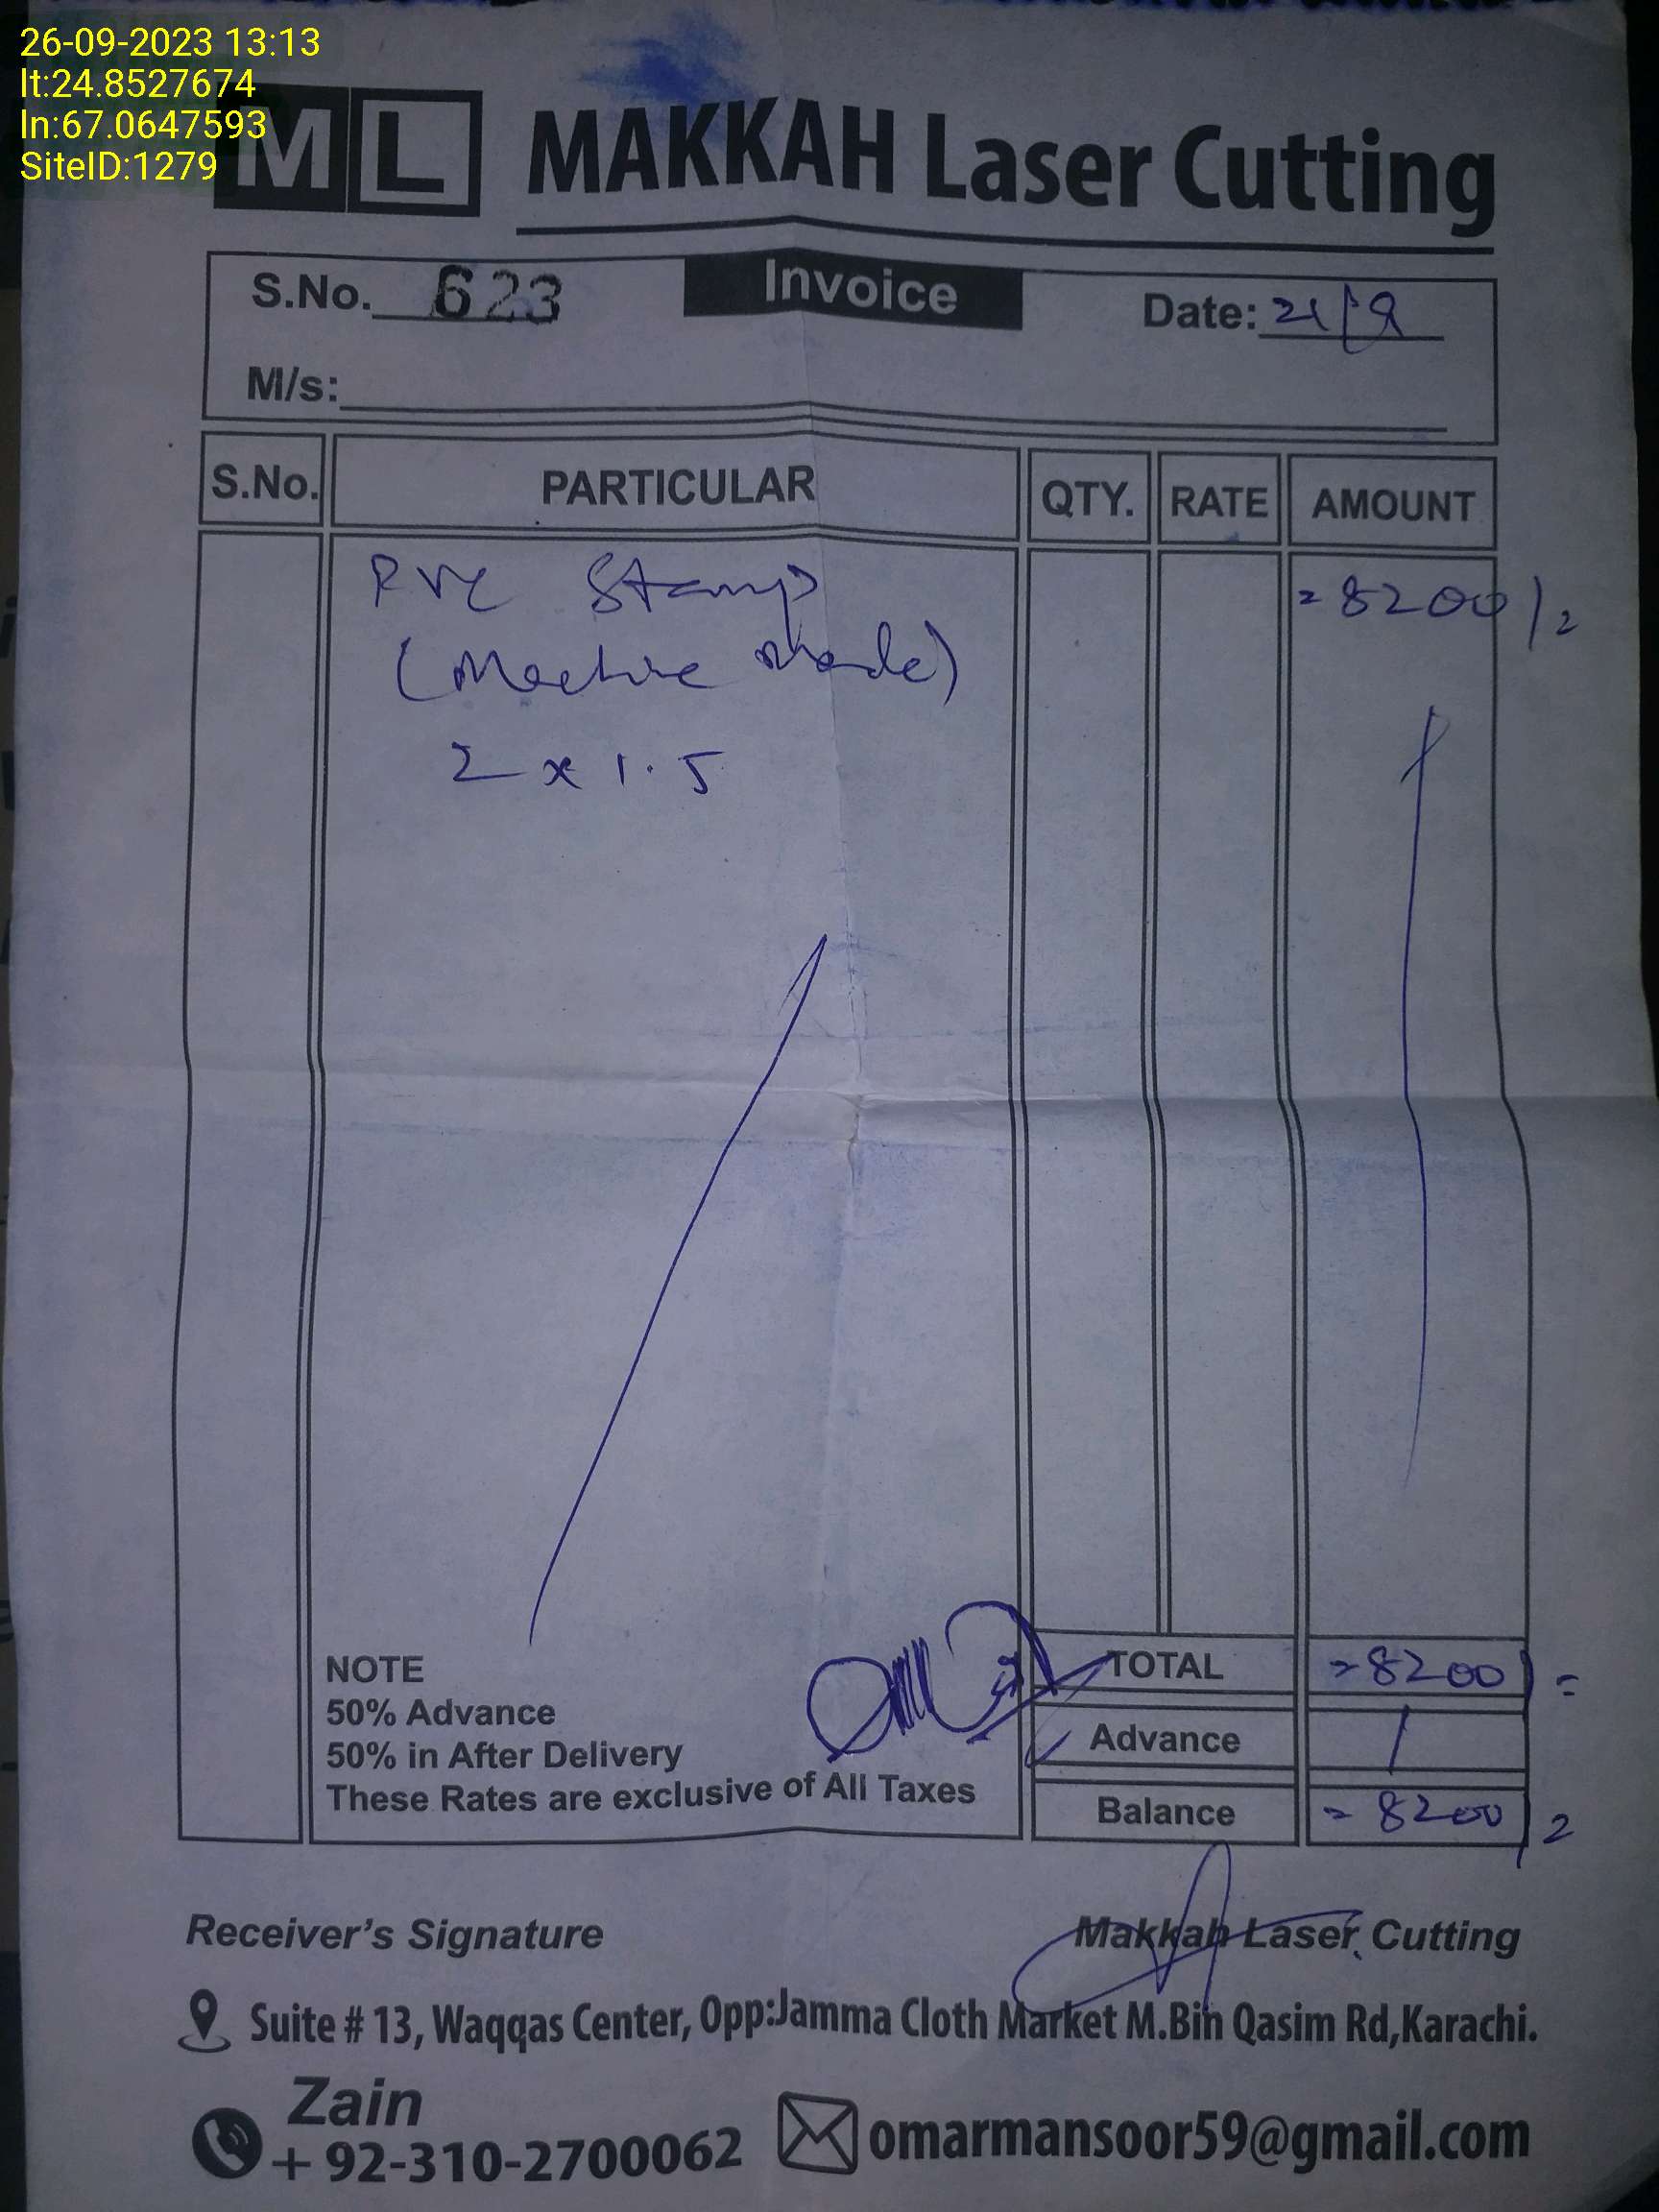 26-09-2023 13:13
lt:24.8527674
ln:67.0647593
SiteID:1279
ML MAKKAH Laser Cutting
S.No. 623 Invoice Date: 21/9
M/s:
S.No. PARTICULAR QTY. RATE AMOUNT
PVC Stamp = 8200/=
(Machine Made)
2 x 1.5
NOTE
50% Advance
50% in After Delivery
These Rates are exclusive of All Taxes
TOTAL = 8200/=
Advance /
Balance = 8200/=
Receiver's Signature Makkah Laser Cutting
Suite # 13, Waqqas Center, Opp:Jamma Cloth Market M.Bin Qasim Rd,Karachi.
Zain
+92-310-2700062 omarmansoor59@gmail.com